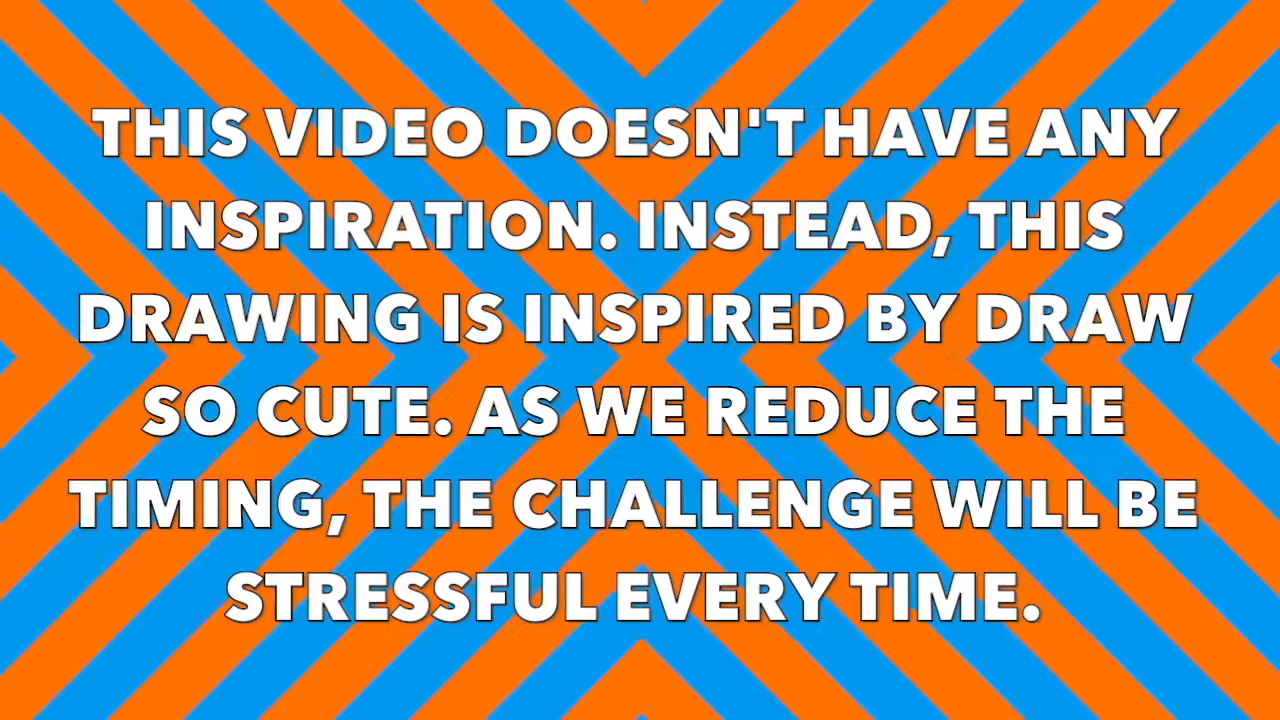 THIS VIDEO DOESN'T HAVE ANY
INSPIRATION. INSTEAD, THIS
DRAWING IS INSPIRED BY DRAW
SO CUTE. AS WE REDUCE THE
TIMING, THE CHALLENGE WILL BE
STRESSFUL EVERY TIME.